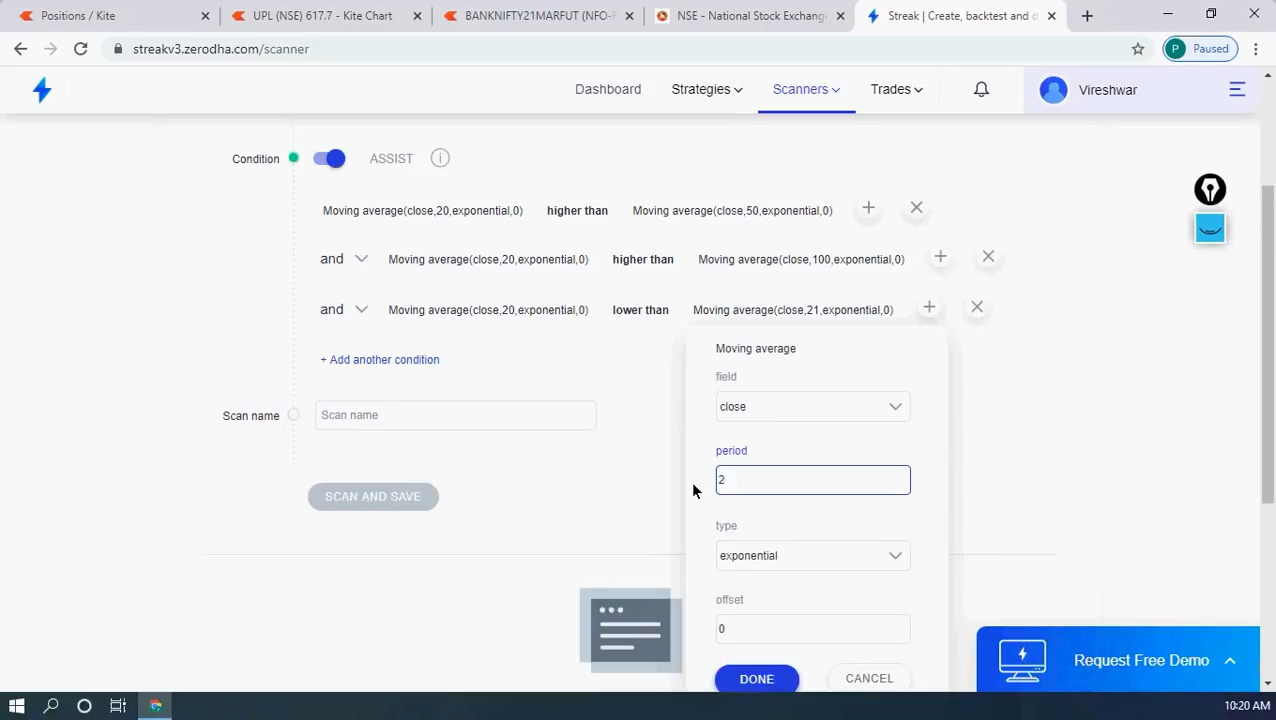 Positions / Kite
UPL (NSE) 617.7 - Kite Chart
BANKNIFTY21MARFUT (NFO-F
NSE - National Stock Exchange
Streak | Create, backtest and d
streakv3.zerodha.com/scanner
P Paused
Dashboard
Strategies
Scanners
Trades
Vireshwar
Condition
ASSIST
Moving average(close,20,exponential,0) higher than Moving average(close,50,exponential,0)
and Moving average(close,20,exponential,0) higher than Moving average(close,100,exponential,0)
and Moving average(close,20,exponential,0) lower than Moving average(close,21,exponential,0)
+ Add another condition
Scan name
Scan name
SCAN AND SAVE
Moving average
field
close
period
2
type
exponential
offset
0
DONE
CANCEL
Request Free Demo
10:20 AM